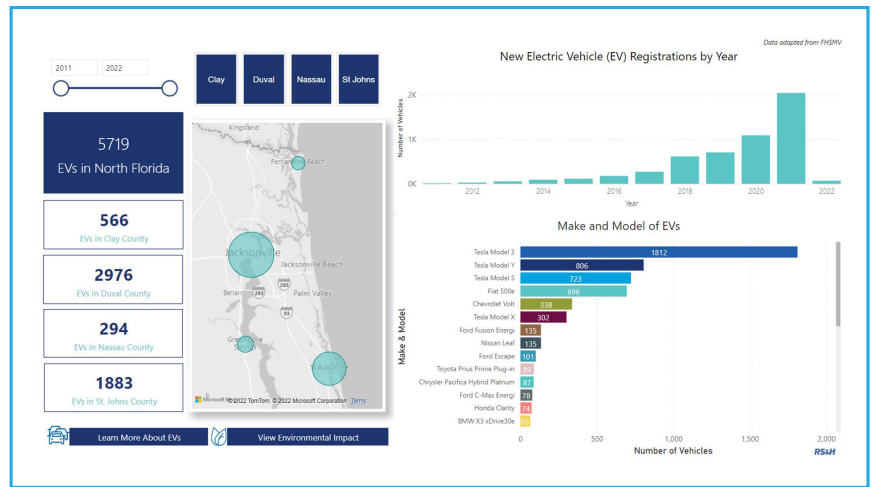 Data adapted from FHSMV
2011
2022
Clay
Duval
Nassau
St Johns
5719
EVs in North Florida
566
EVs in Clay County
2976
EVs in Duval County
294
EVs in Nassau County
1883
EVs in St. Johns County
Kingsland
Fernandina Beach
Jacksonville
Jacksonville Beach
Bellair
295
295
Palm Valley
95
Green Cove
Springs
St Augustine
Microsoft
©2022 TomTom, © 2022 Microsoft Corporation Terms
Learn More About EVs
View Environmental Impact
New Electric Vehicle (EV) Registrations by Year
Number of Vehicles
2K
1K
0K
2012
2014
2016
2018
2020
2022
Year
Make and Model of EVs
Make & Model
Tesla Model 3
1812
Tesla Model Y
806
Tesla Model S
723
Fiat 500e
696
Chevrolet Volt
338
Tesla Model X
302
Ford Fusion Energi
135
Nissan Leaf
135
Ford Escape
101
Toyota Prius Prime Plug-in
89
Chrysler Pacifica Hybrid Platnum
87
Ford C-Max Energi
78
Honda Clarity
74
BMW X3 xDrive30e
0
500
1,000
1,500
2,000
Number of Vehicles
RS&H